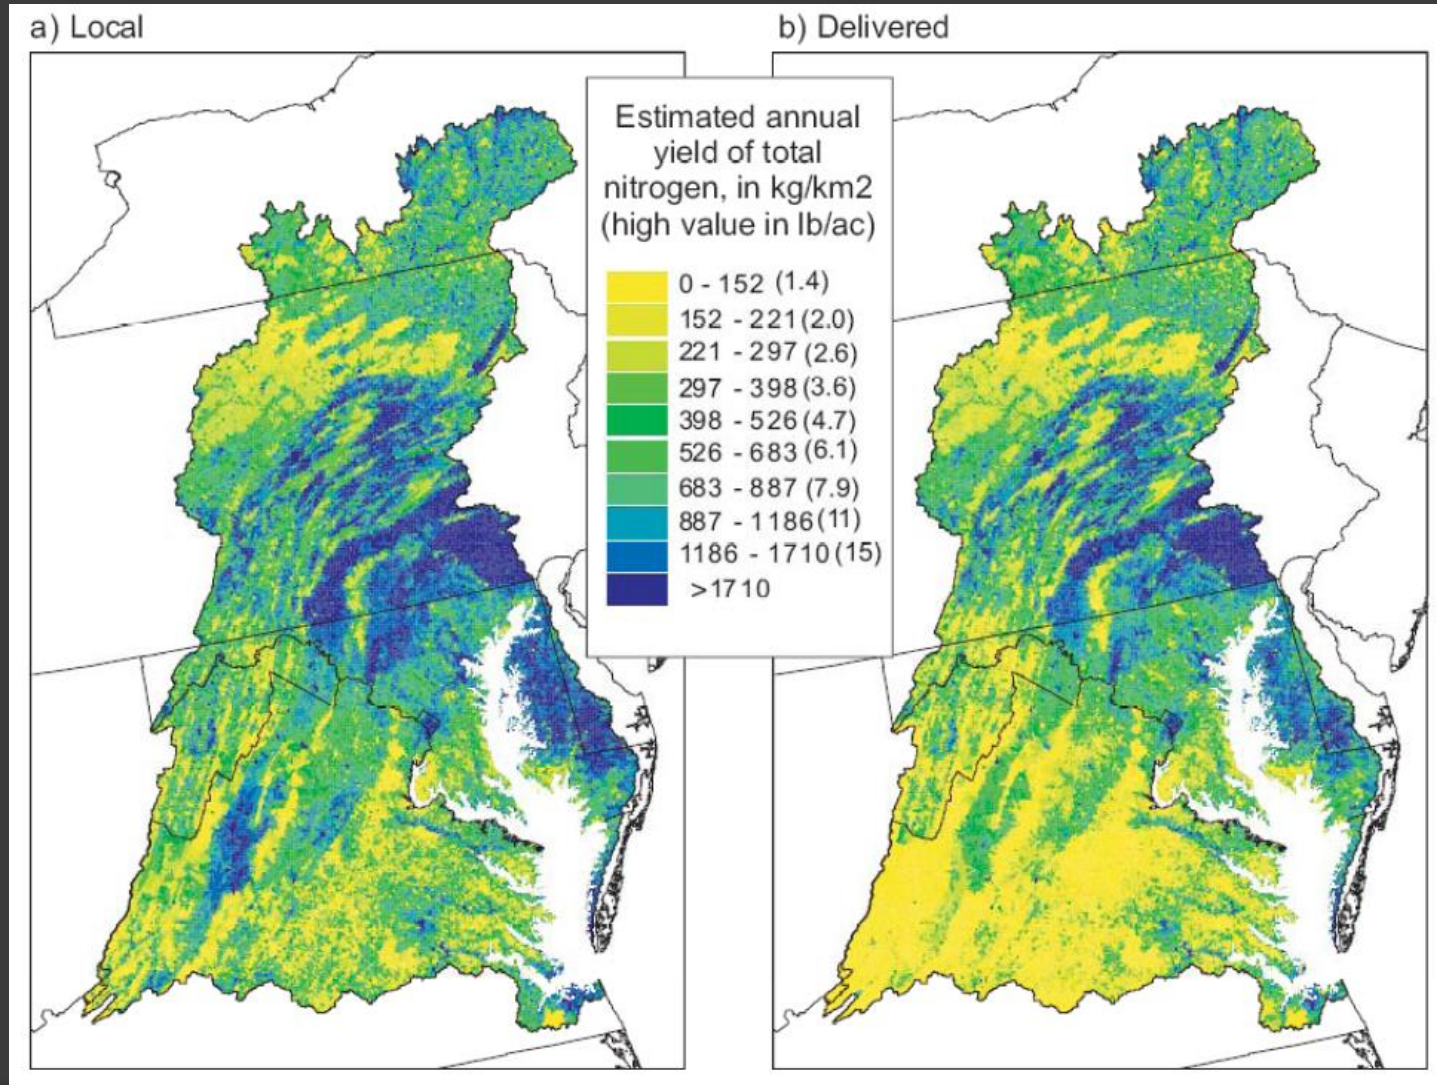 a) Local
b) Delivered
Estimated annual
yield of total
nitrogen, in kg/km2
(high value in lb/ac)
0 - 152 (1.4)
152 - 221 (2.0)
221 - 297 (2.6)
297 - 398 (3.6)
398 - 526 (4.7)
526 - 683 (6.1)
683 - 887 (7.9)
887 - 1186 (11)
1186 - 1710 (15)
>1710